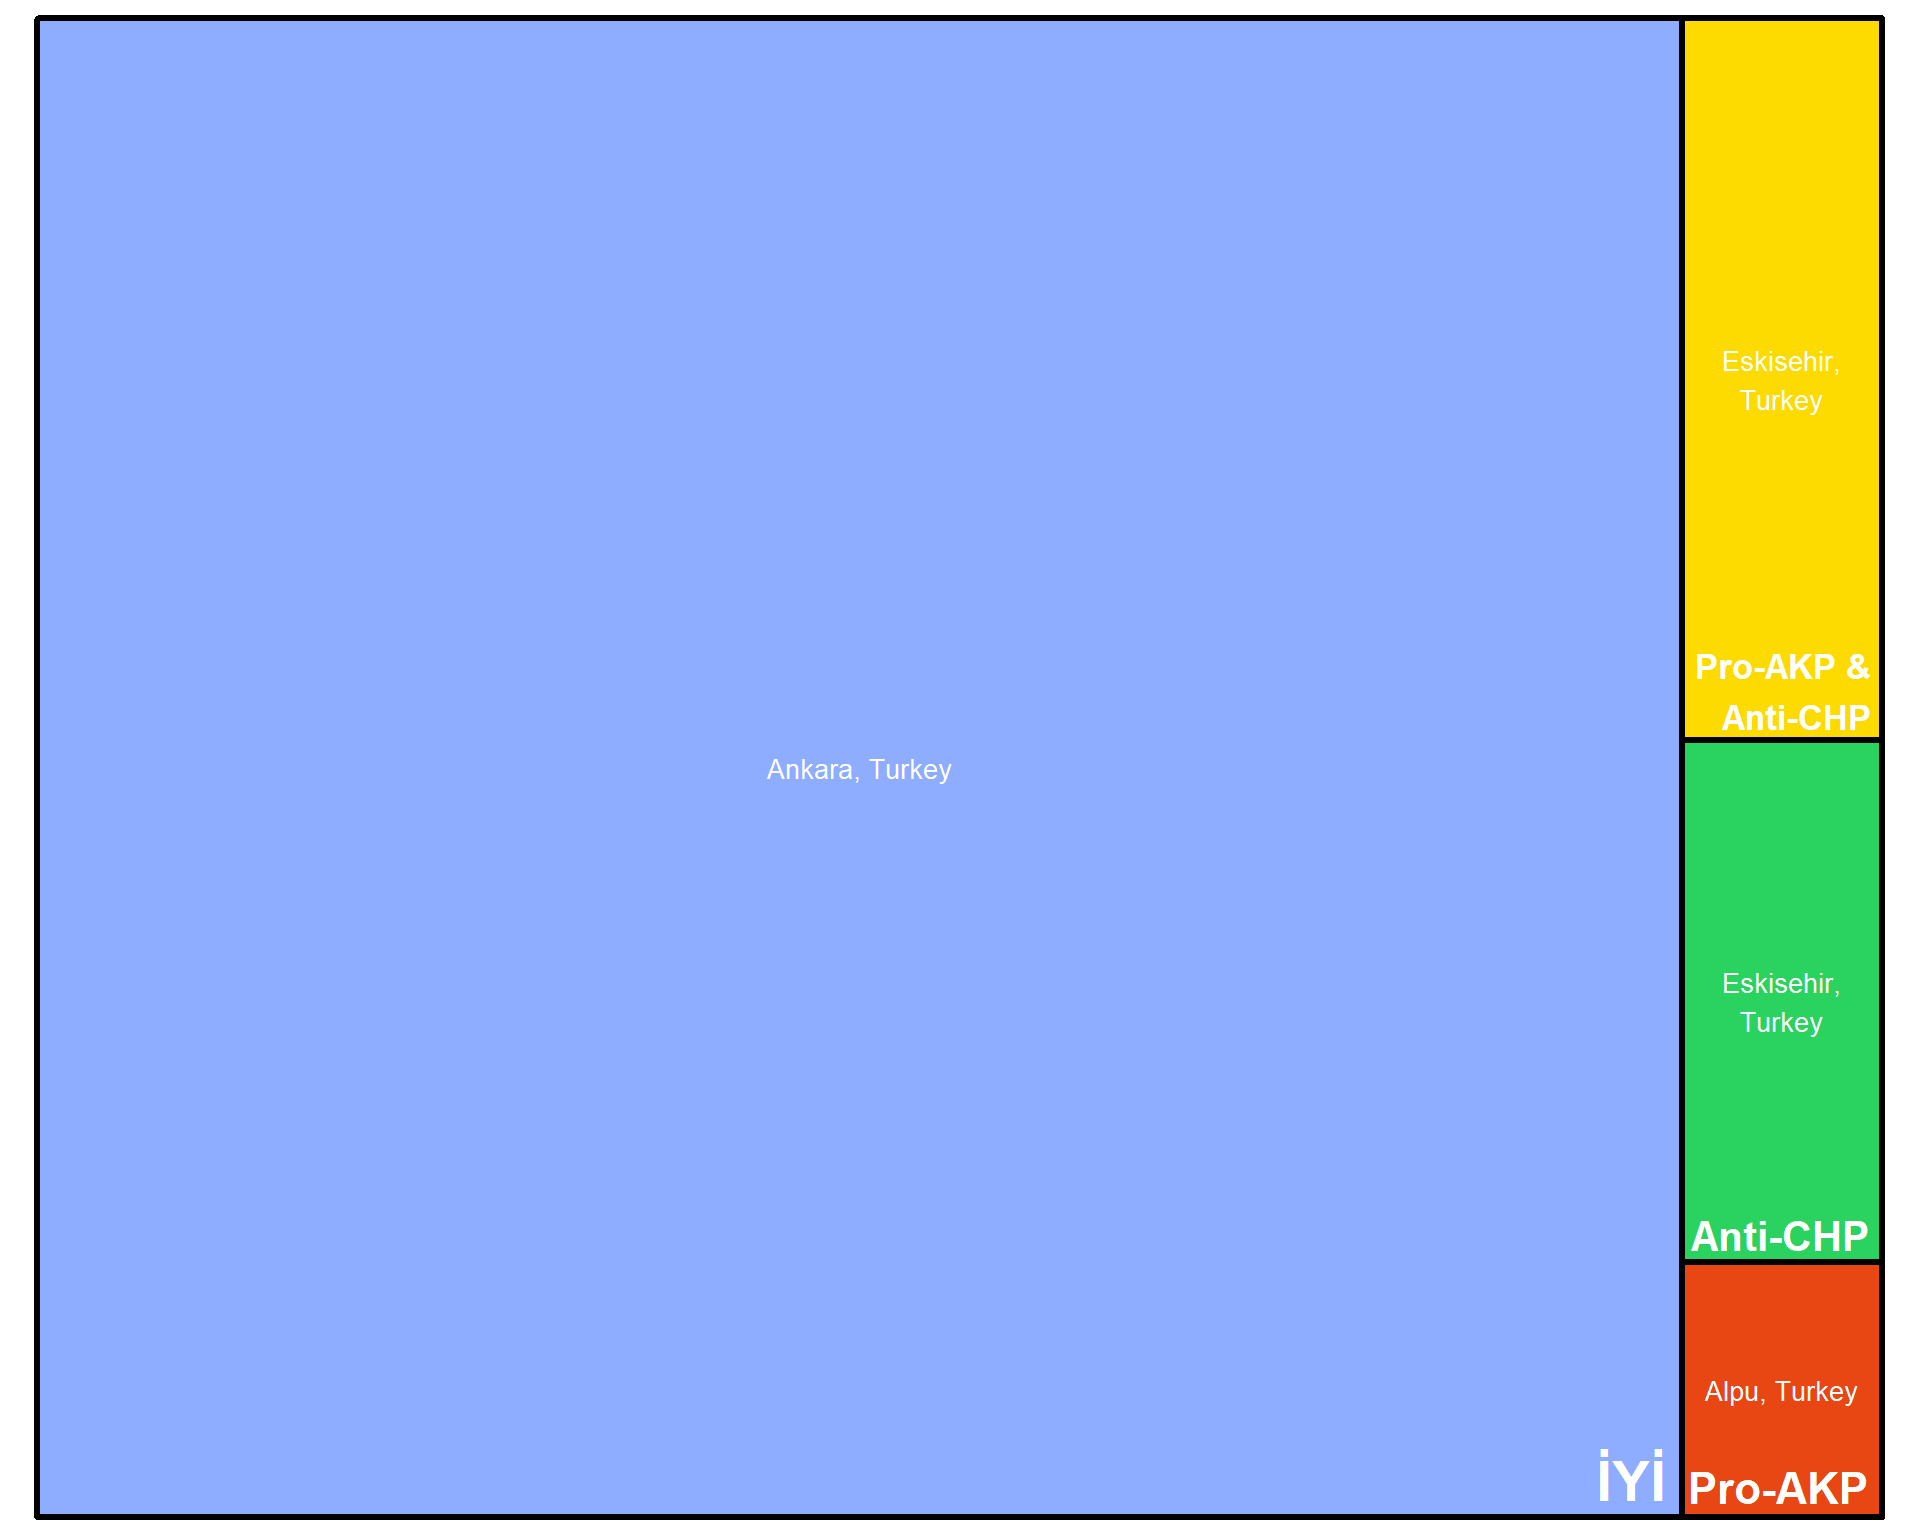 Ankara, Turkey
İYİ
Eskisehir,
Turkey
Pro-AKP &
Anti-CHP
Eskisehir,
Turkey
Anti-CHP
Alpu, Turkey
Pro-AKP